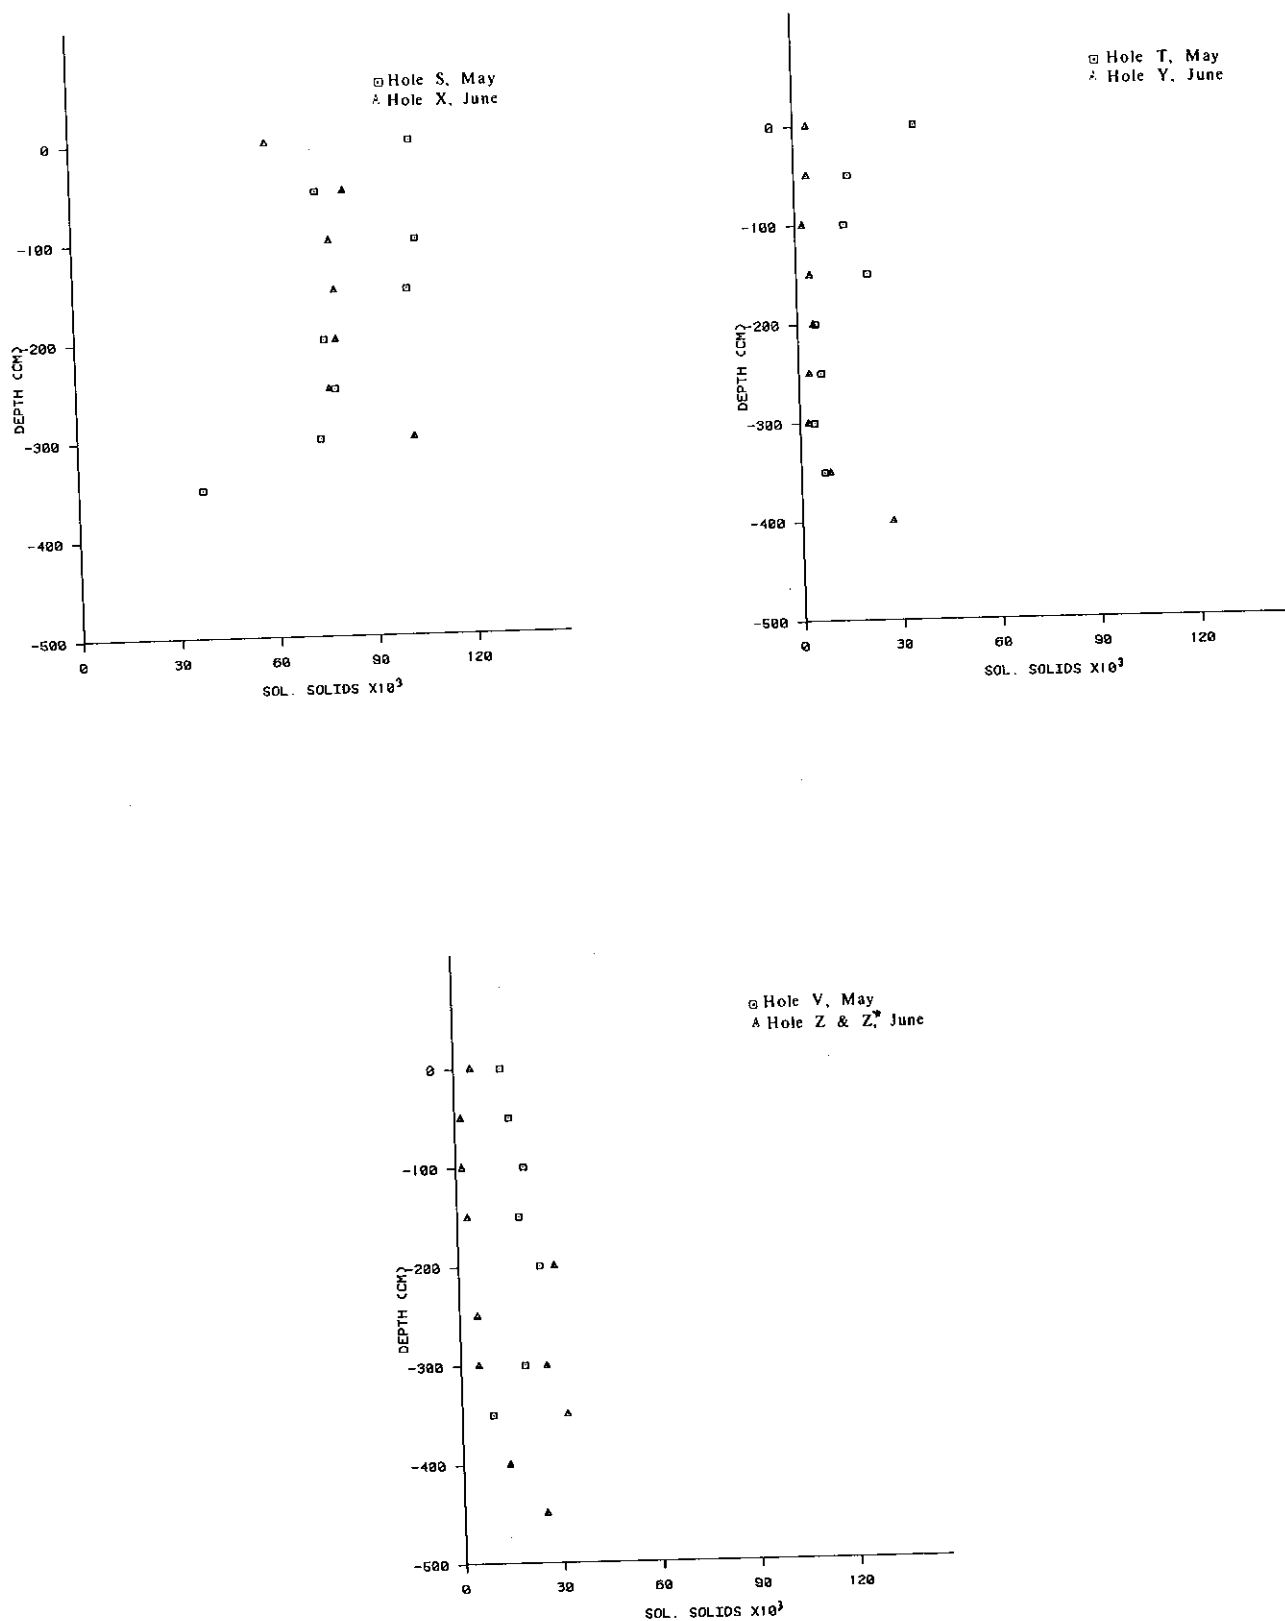 Hole S, May
Hole X, June
0
-100
-200
-300
-400
-500
DEPTH (CM)
0 30 60 90 120
SOL. SOLIDS X10³
Hole T, May
Hole Y, June
0
-100
-200
-300
-400
-500
DEPTH (CM)
0 30 60 90 120
SOL. SOLIDS X10³
Hole V, May
Hole Z & Z,* June
0
-100
-200
-300
-400
-500
DEPTH (CM)
0 30 60 90 120
SOL. SOLIDS X10³